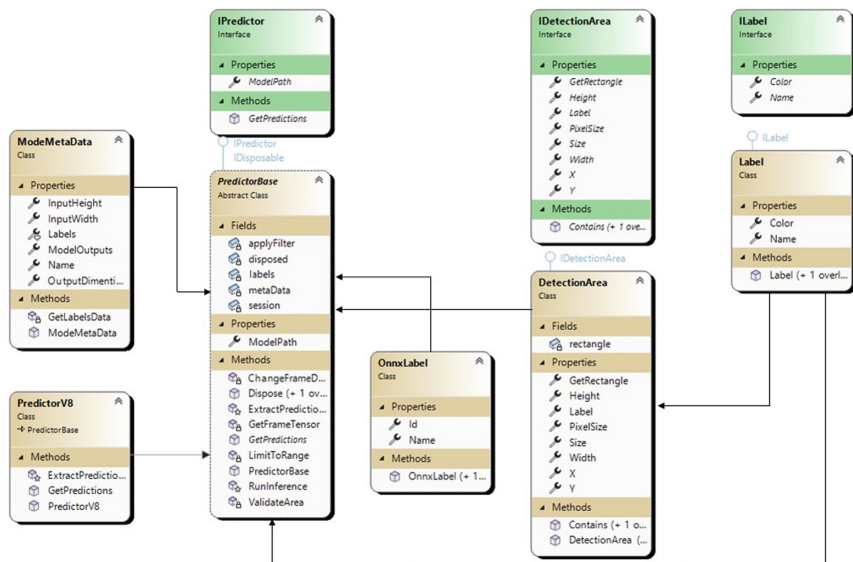 IPredictor
Interface
Properties
ModelPath
Methods
GetPredictions
IDetectionArea
Interface
Properties
GetRectangle
Height
Label
PixelSize
Size
Width
X
Y
Methods
Contains (+ 1 ove...
ILabel
Interface
Properties
Color
Name
ModeMetaData
Class
Properties
InputHeight
InputWidth
Labels
ModelOutputs
Name
OutputDimenti...
Methods
GetLabelsData
ModeMetaData
IPredictor
IDisposable
PredictorBase
Abstract Class
Fields
applyFilter
disposed
labels
metaData
session
Properties
ModelPath
Methods
ChangeFrameD...
Dispose (+ 1 ov...
ExtractPredictio...
GetFrameTensor
GetPredictions
LimitToRange
PredictorBase
RunInference
ValidateArea
ILabel
Label
Class
Properties
Color
Name
Methods
Label (+ 1 overl...
IDetectionArea
DetectionArea
Class
Fields
rectangle
Properties
GetRectangle
Height
Label
PixelSize
Size
Width
X
Y
Methods
Contains (+ 1 o...
DetectionArea (...
OnnxLabel
Class
Properties
Id
Name
Methods
OnnxLabel (+ 1...
PredictorV8
Class
PredictorBase
Methods
ExtractPredictio...
GetPredictions
PredictorV8